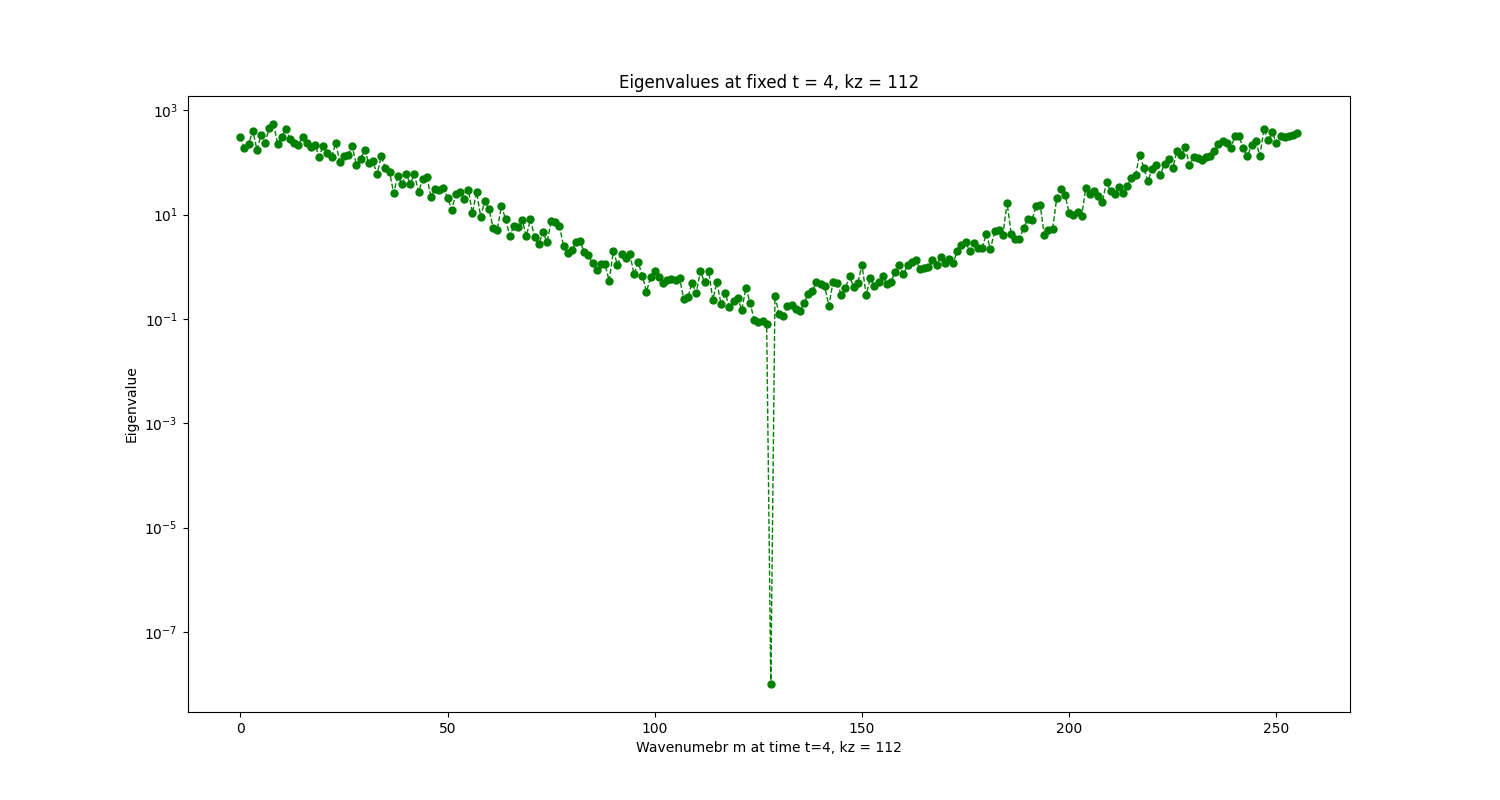 Eigenvalues at fixed t = 4, kz = 112
10³
10¹
10⁻¹
10⁻³
10⁻⁵
10⁻⁷
Eigenvalue
0 50 100 150 200 250
Wavenumebr m at time t=4, kz = 112